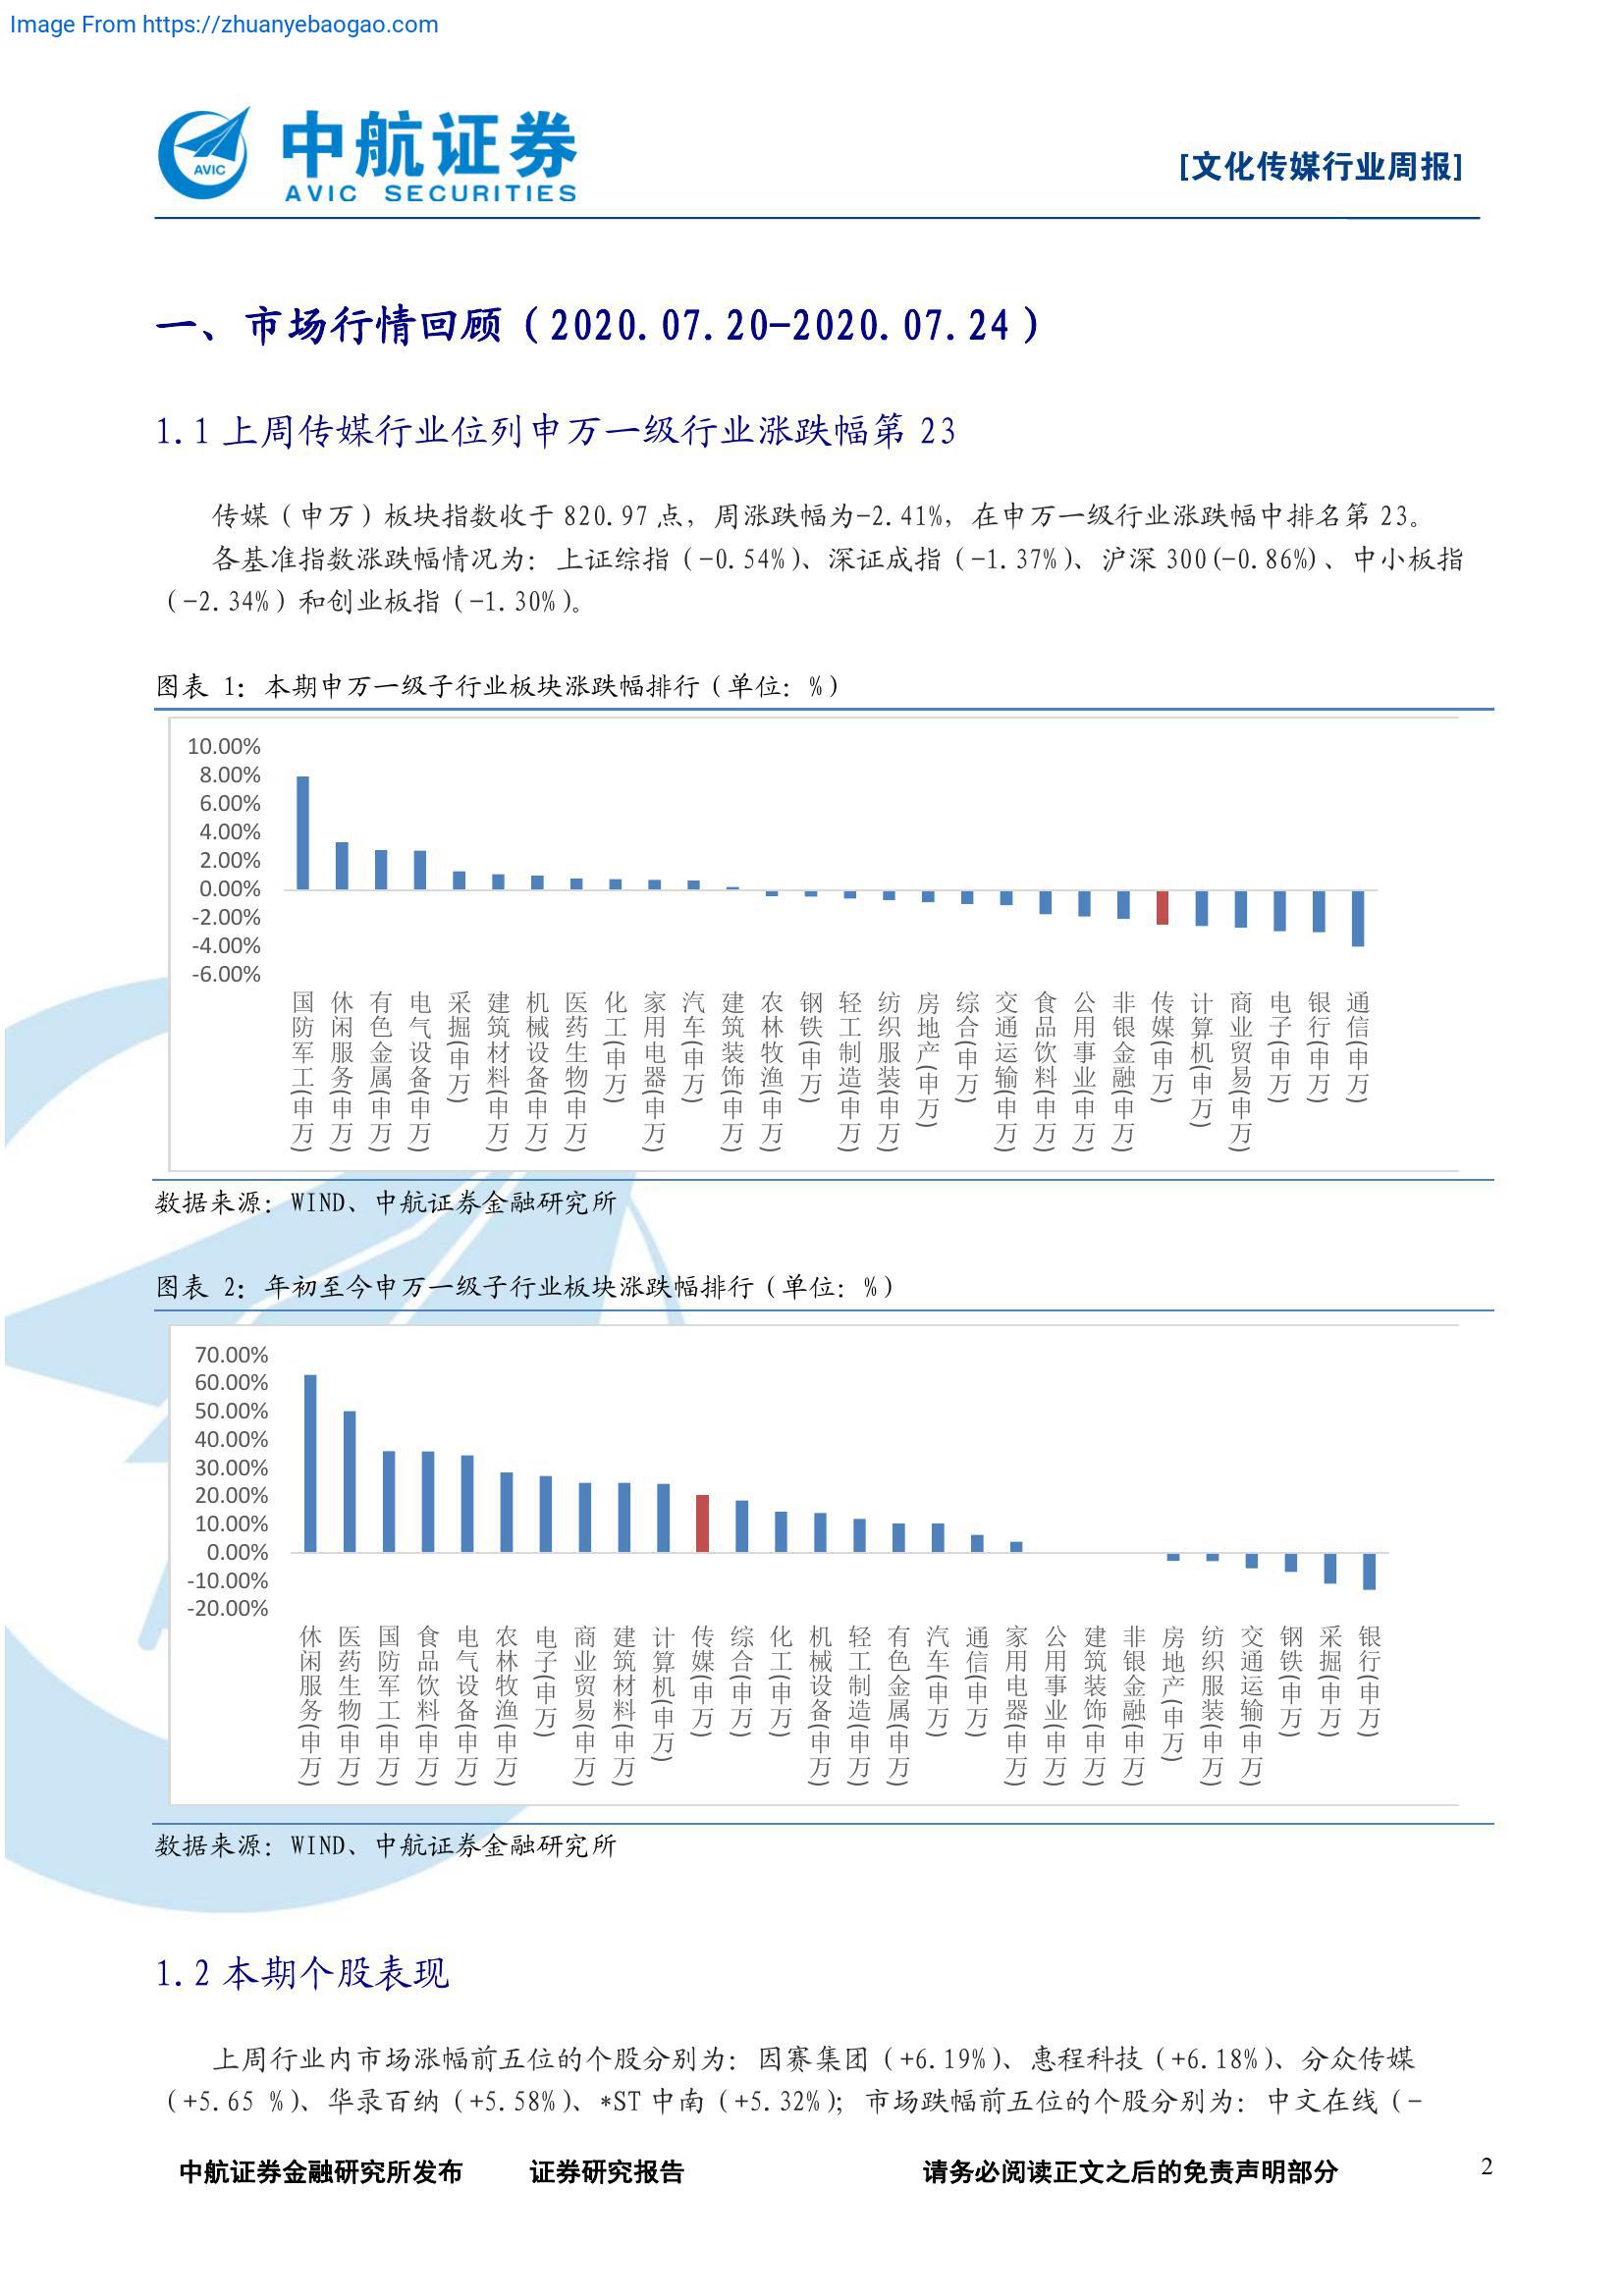 Image From https://zhuanyebaogao.com
AVIC
中航证券
AVIC SECURITIES
[文化传媒行业周报]
一、市场行情回顾（2020.07.20-2020.07.24）
1.1 上周传媒行业位列申万一级行业涨跌幅第 23
传媒（申万）板块指数收于 820.97 点，周涨跌幅为-2.41%，在申万一级行业涨跌幅中排名第 23。
各基准指数涨跌幅情况为：上证综指（-0.54%）、深证成指（-1.37%）、沪深 300(-0.86%)、中小板指
（-2.34%）和创业板指（-1.30%）。
图表 1：本期申万一级子行业板块涨跌幅排行（单位：%）
10.00%
8.00%
6.00%
4.00%
2.00%
0.00%
-2.00%
-4.00%
-6.00%
国防军工(申万)
休闲服务(申万)
有色金属(申万)
电气设备(申万)
采掘(申万)
建筑材料(申万)
机械设备(申万)
医药生物(申万)
化工(申万)
家用电器(申万)
汽车(申万)
建筑装饰(申万)
农林牧渔(申万)
钢铁(申万)
轻工制造(申万)
纺织服装(申万)
房地产(申万)
综合(申万)
交通运输(申万)
食品饮料(申万)
公用事业(申万)
非银金融(申万)
传媒(申万)
计算机(申万)
商业贸易(申万)
电子(申万)
银行(申万)
通信(申万)
数据来源：WIND、中航证券金融研究所
图表 2：年初至今申万一级子行业板块涨跌幅排行（单位：%）
70.00%
60.00%
50.00%
40.00%
30.00%
20.00%
10.00%
0.00%
-10.00%
-20.00%
休闲服务(申万)
医药生物(申万)
国防军工(申万)
食品饮料(申万)
电气设备(申万)
农林牧渔(申万)
电子(申万)
商业贸易(申万)
建筑材料(申万)
计算机(申万)
传媒(申万)
综合(申万)
化工(申万)
机械设备(申万)
轻工制造(申万)
有色金属(申万)
汽车(申万)
通信(申万)
家用电器(申万)
公用事业(申万)
建筑装饰(申万)
非银金融(申万)
房地产(申万)
纺织服装(申万)
交通运输(申万)
钢铁(申万)
采掘(申万)
银行(申万)
数据来源：WIND、中航证券金融研究所
1.2 本期个股表现
上周行业内市场涨幅前五位的个股分别为：因赛集团（+6.19%）、惠程科技（+6.18%）、分众传媒
（+5.65 %）、华录百纳（+5.58%）、*ST 中南（+5.32%）；市场跌幅前五位的个股分别为：中文在线（-
中航证券金融研究所发布 证券研究报告 请务必阅读正文之后的免责声明部分 2